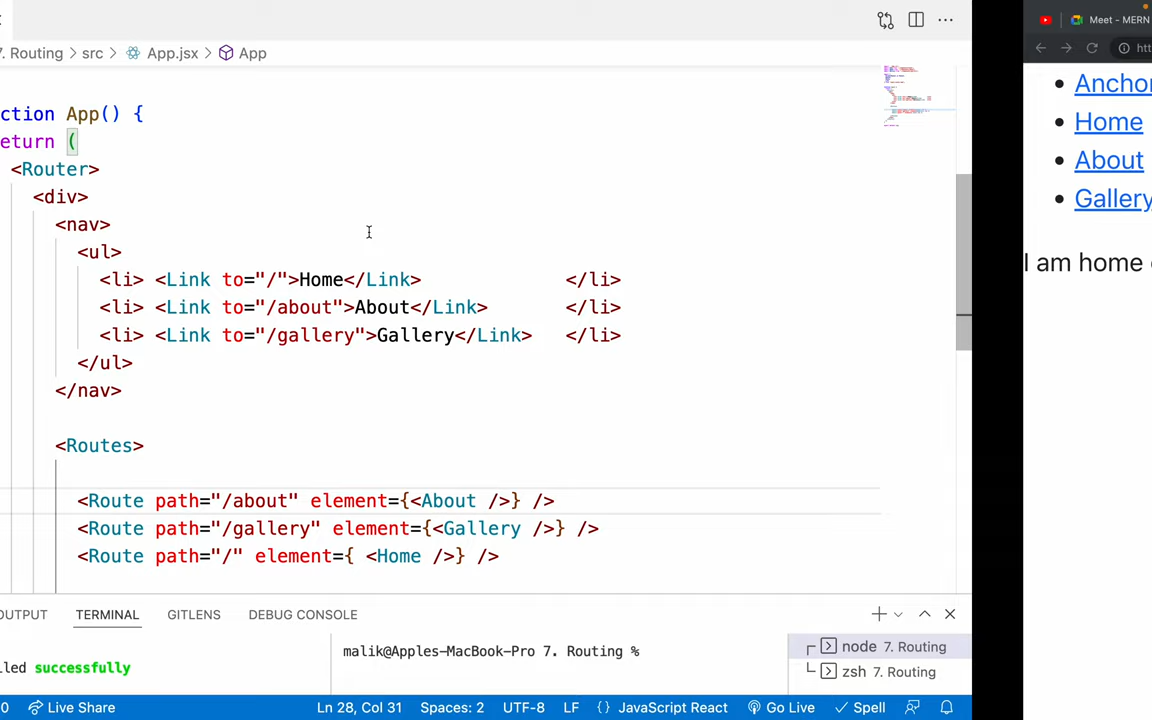 Meet - MERN
7. Routing > src > App.jsx > App
htt
ction App() {
eturn (
<Router>
<div>
<nav>
<ul>
<li> <Link to="/">Home</Link> </li>
<li> <Link to="/about">About</Link> </li>
<li> <Link to="/gallery">Gallery</Link> </li>
</ul>
</nav>
<Routes>
<Route path="/about" element={<About />} />
<Route path="/gallery" element={<Gallery />} />
<Route path="/" element={ <Home />} />
OUTPUT TERMINAL GITLENS DEBUG CONSOLE
led successfully
malik@Apples-MacBook-Pro 7. Routing %
node 7. Routing
zsh 7. Routing
0 Live Share Ln 28, Col 31 Spaces: 2 UTF-8 LF {} JavaScript React Go Live Spell
Anchor
Home
About
Gallery
I am home